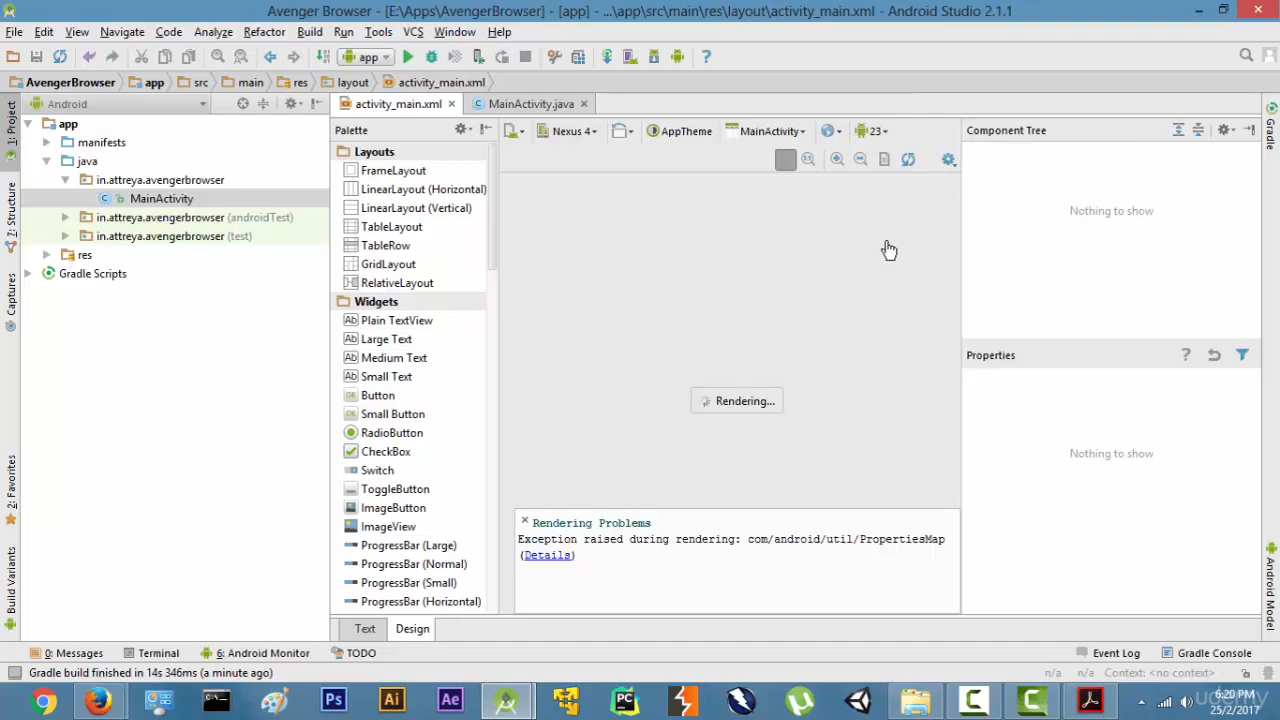 Avenger Browser - [E:\Apps\AvengerBrowser] - [app] - ...\app\src\main\res\layout\activity_main.xml - Android Studio 2.1.1
File Edit View Navigate Code Analyze Refactor Build Run Tools VCS Window Help
app
AvengerBrowser app src main res layout activity_main.xml
1: Project
7: Structure
Captures
2: Favorites
Build Variants
Android
app
manifests
java
in.attreya.avengerbrowser
MainActivity
in.attreya.avengerbrowser (androidTest)
in.attreya.avengerbrowser (test)
res
Gradle Scripts
activity_main.xml MainActivity.java
Palette
Layouts
FrameLayout
LinearLayout (Horizontal)
LinearLayout (Vertical)
TableLayout
TableRow
GridLayout
RelativeLayout
Widgets
Plain TextView
Large Text
Medium Text
Small Text
Button
Small Button
RadioButton
CheckBox
Switch
ToggleButton
ImageButton
ImageView
ProgressBar (Large)
ProgressBar (Normal)
ProgressBar (Small)
ProgressBar (Horizontal)
Nexus 4 AppTheme MainActivity 23
Rendering...
Rendering Problems
Exception raised during rendering: com/android/util/PropertiesMap
(Details)
Component Tree
Nothing to show
Properties
Nothing to show
Gradle
Android Model
Text Design
0: Messages Terminal 6: Android Monitor TODO Event Log Gradle Console
Gradle build finished in 14s 346ms (a minute ago) n/a n/a Context: <no context>
Ps Ai Ae PC
6:20 PM
25/2/2017
udemy